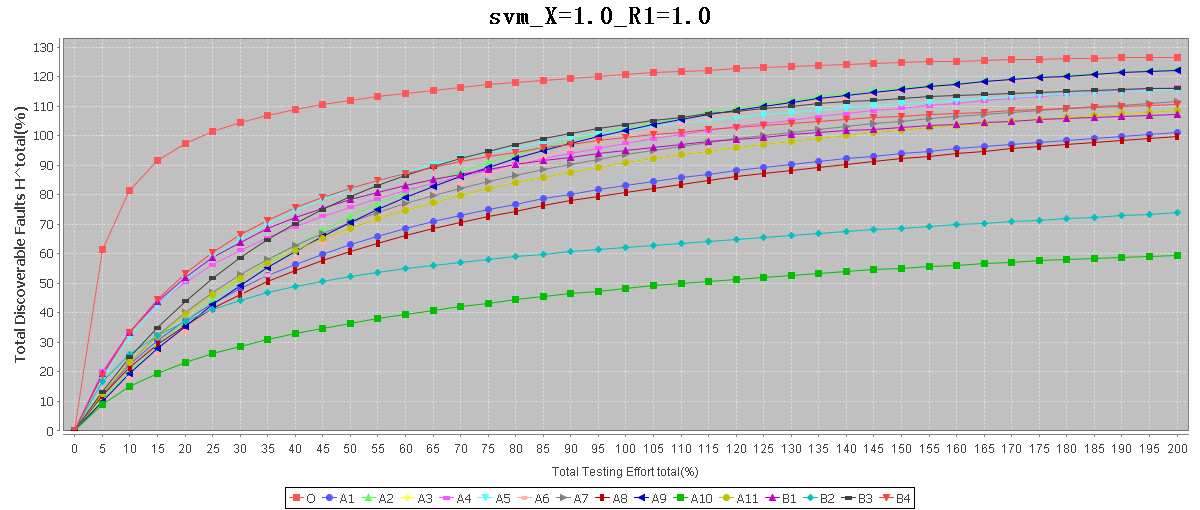 svm_X=1.0_R1=1.0
Total Discoverable Faults H^total(%)
130
120
110
100
90
80
70
60
50
40
30
20
10
0
0 5 10 15 20 25 30 35 40 45 50 55 60 65 70 75 80 85 90 95 100 105 110 115 120 125 130 135 140 145 150 155 160 165 170 175 180 185 190 195 200
Total Testing Effort total(%)
O A1 A2 A3 A4 A5 A6 A7 A8 A9 A10 A11 B1 B2 B3 B4